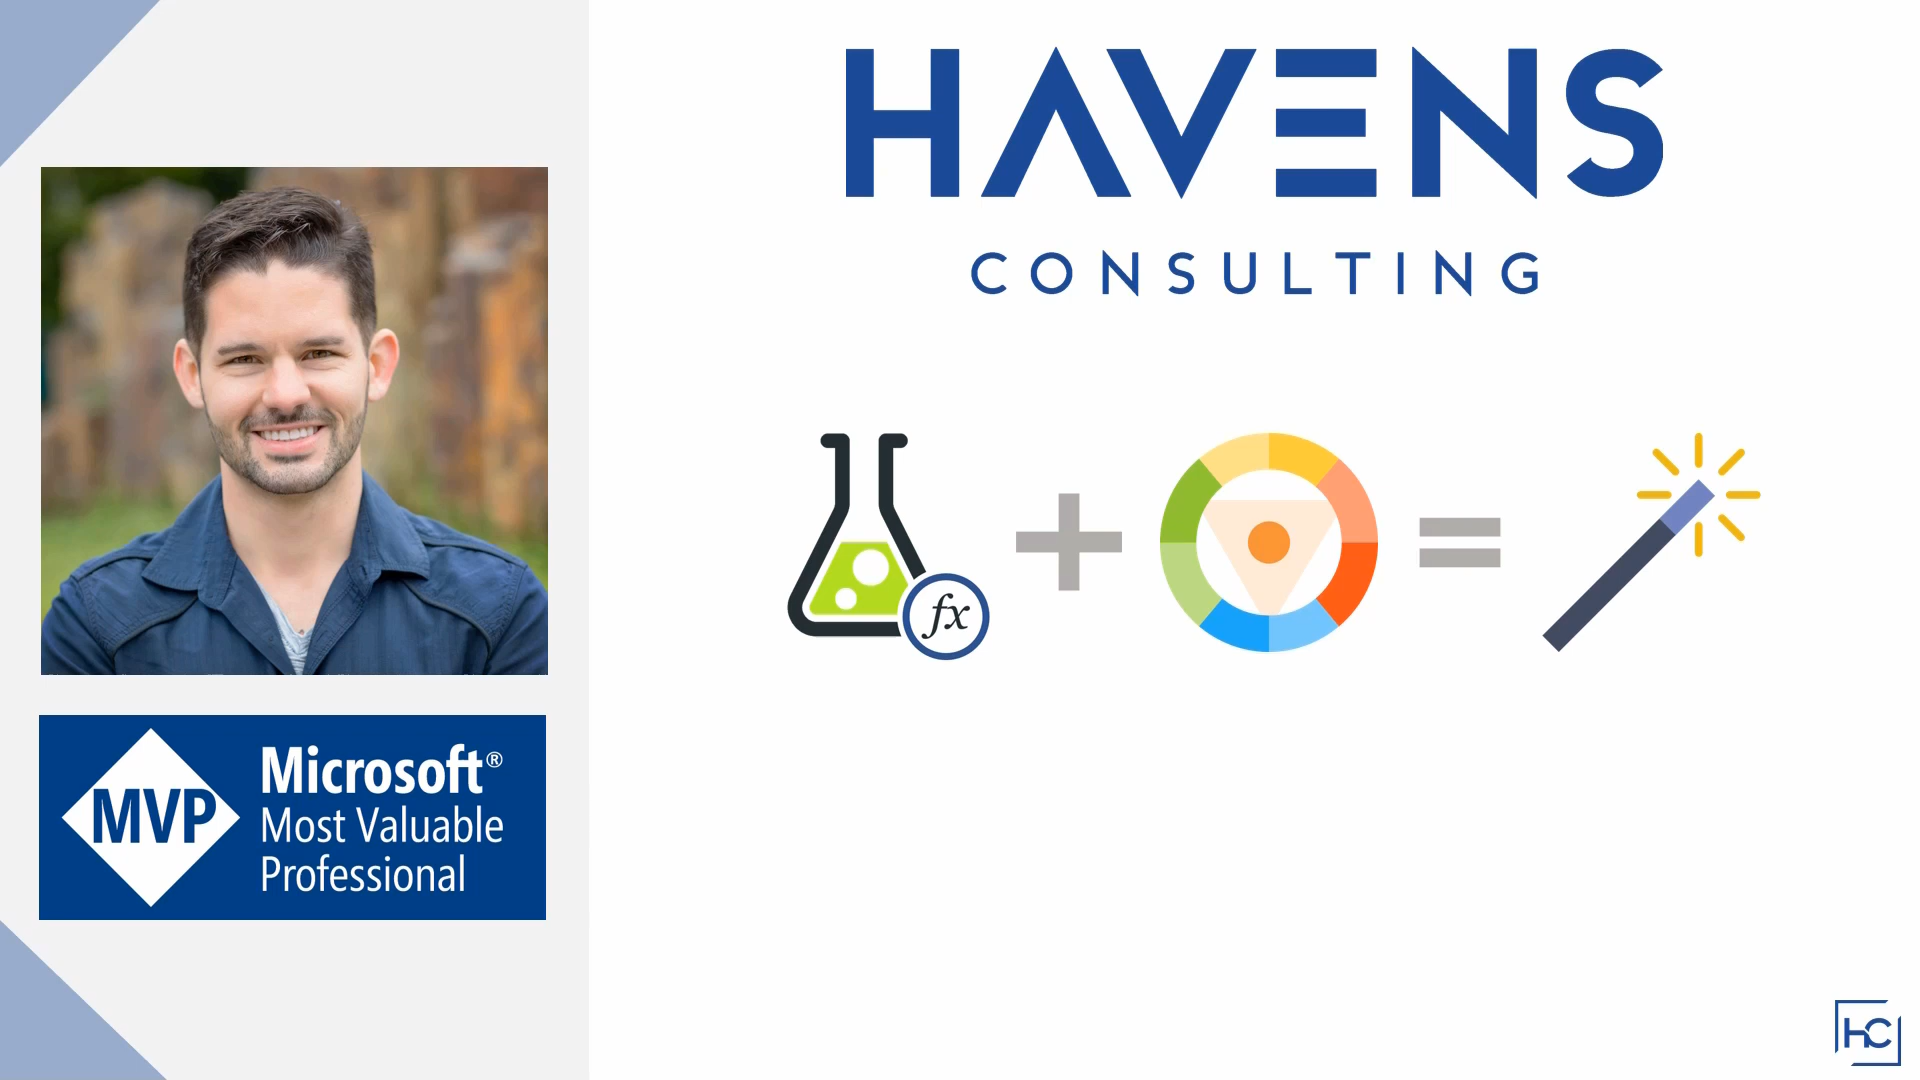 HAVENS
CONSULTING
fx
MVP
Microsoft®
Most Valuable
Professional
hC